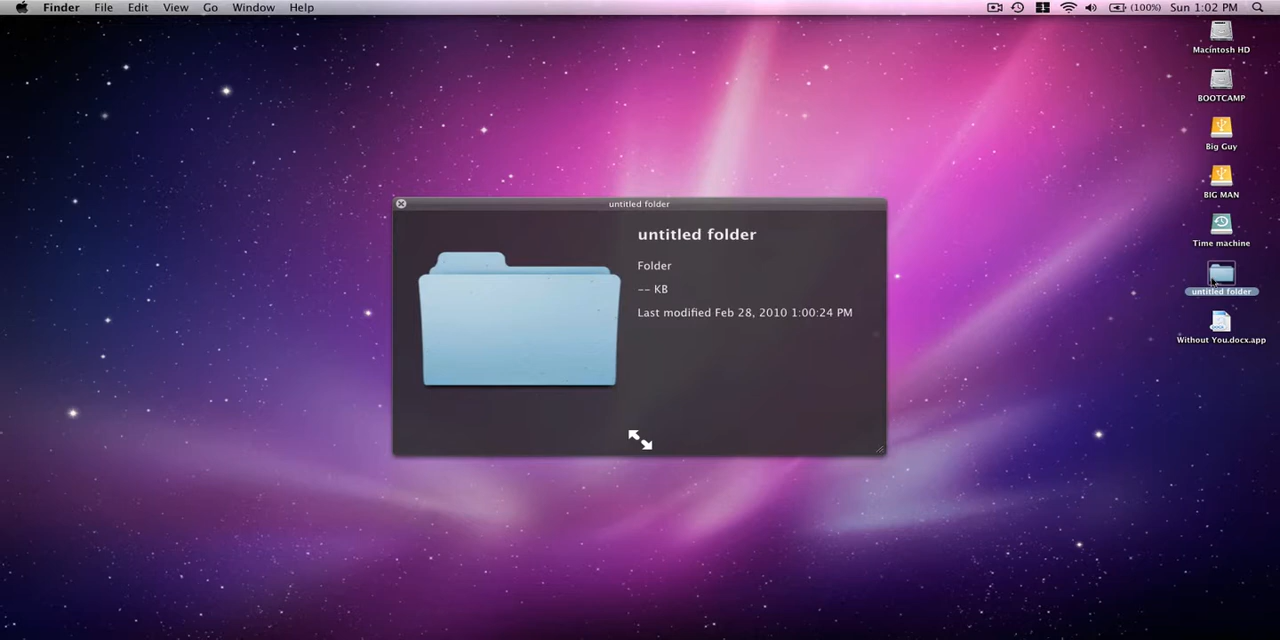 Finder File Edit View Go Window Help (100%) Sun 1:02 PM
Macintosh HD
BOOTCAMP
Big Guy
BIG MAN
Time machine
untitled folder
Without You.docx.app
untitled folder
untitled folder
Folder
-- KB
Last modified Feb 28, 2010 1:00:24 PM